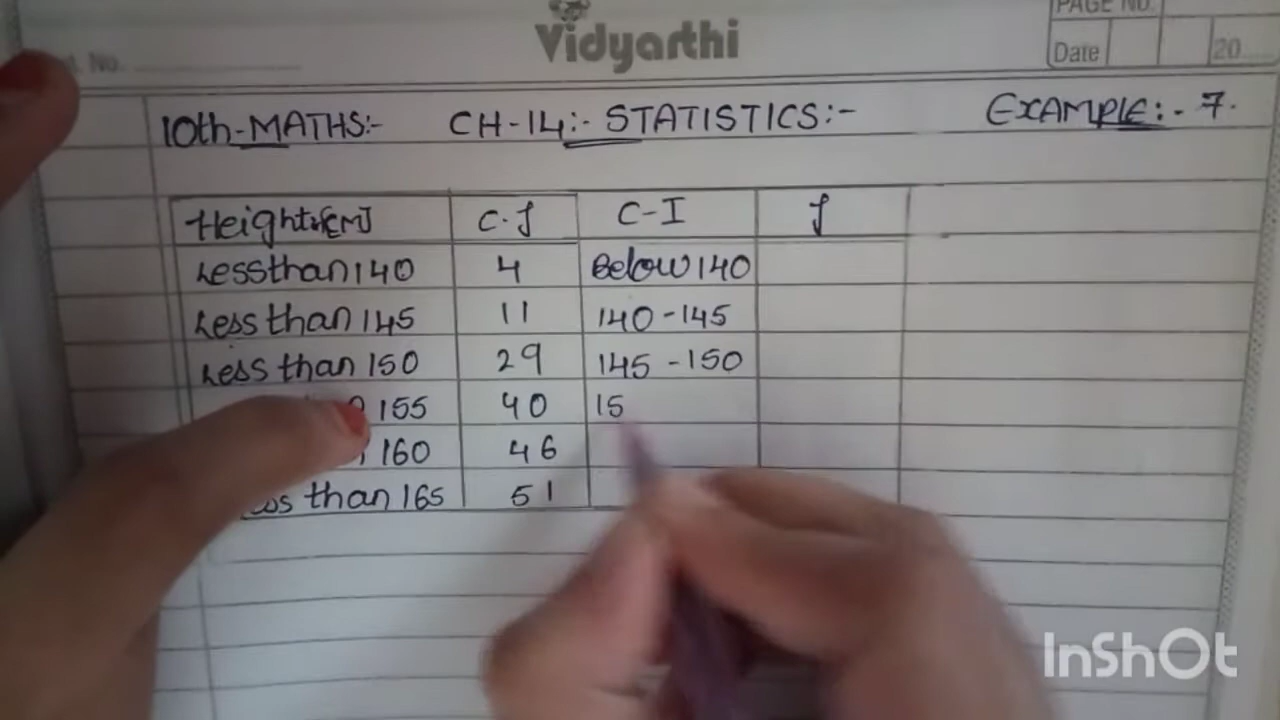 PAGE NO.
Vidyarthi
No.
Date 20
10th-MATHS:- CH-14:- STATISTICS:- EXAMPLE:- 7.
C.f C-I f
Less than 140 4 Below 140
Less than 145 11 140-145
Less than 150 29 145-150
155 40 15
160 46
than 165 51
InShOt